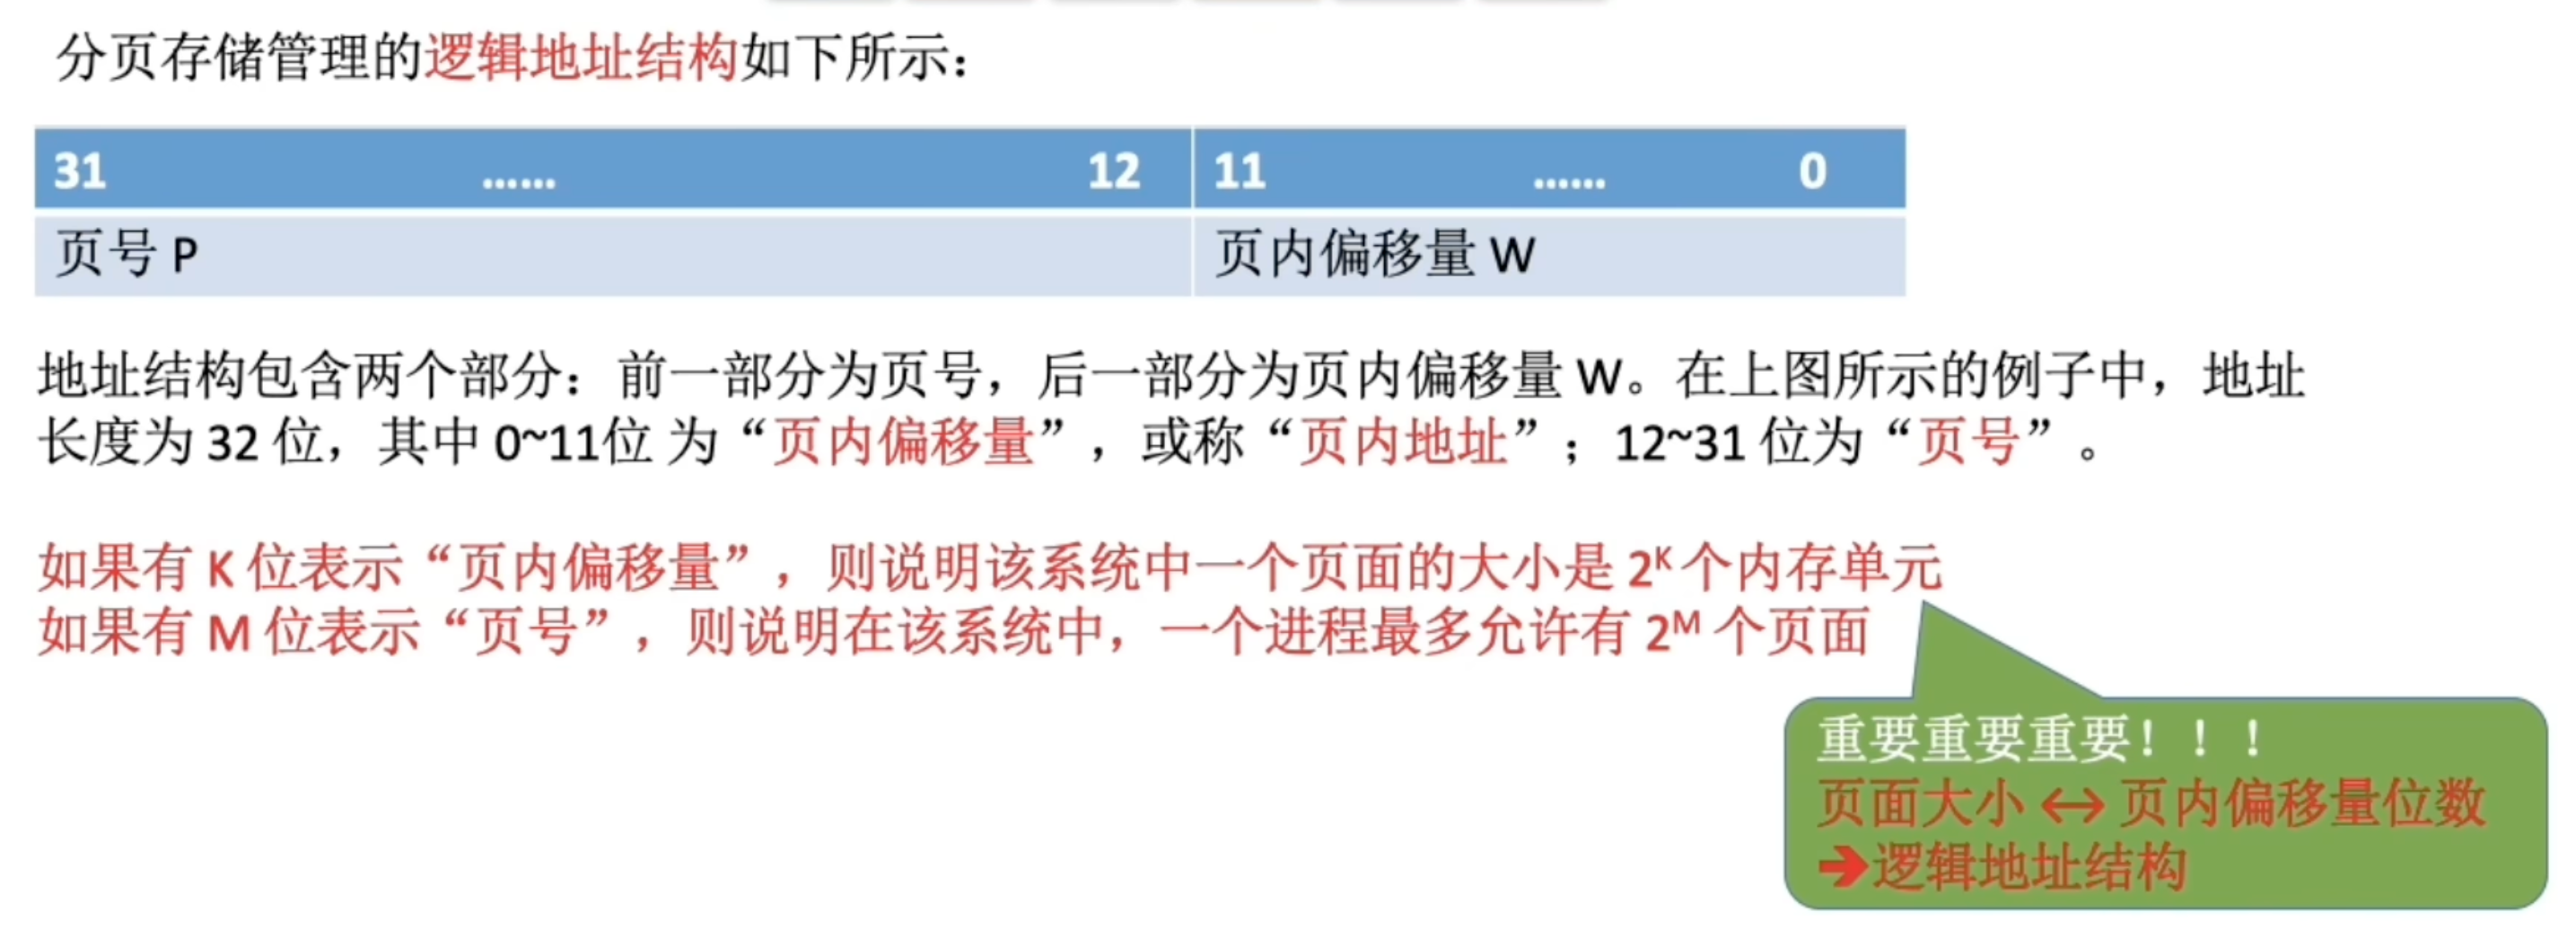 分页存储管理的逻辑地址结构如下所示：
31 …… 12 11 …… 0
页号 P 页内偏移量 W
地址结构包含两个部分：前一部分为页号，后一部分为页内偏移量 W。在上图所示的例子中，地址
长度为 32 位，其中 0~11位 为“页内偏移量”，或称“页内地址”；12~31 位为“页号”。
如果有 K 位表示“页内偏移量”，则说明该系统中一个页面的大小是 2ᴷ 个内存单元
如果有 M 位表示“页号”，则说明在该系统中，一个进程最多允许有 2ᴹ 个页面
重要重要重要！！！
页面大小 ↔ 页内偏移量位数
➔逻辑地址结构